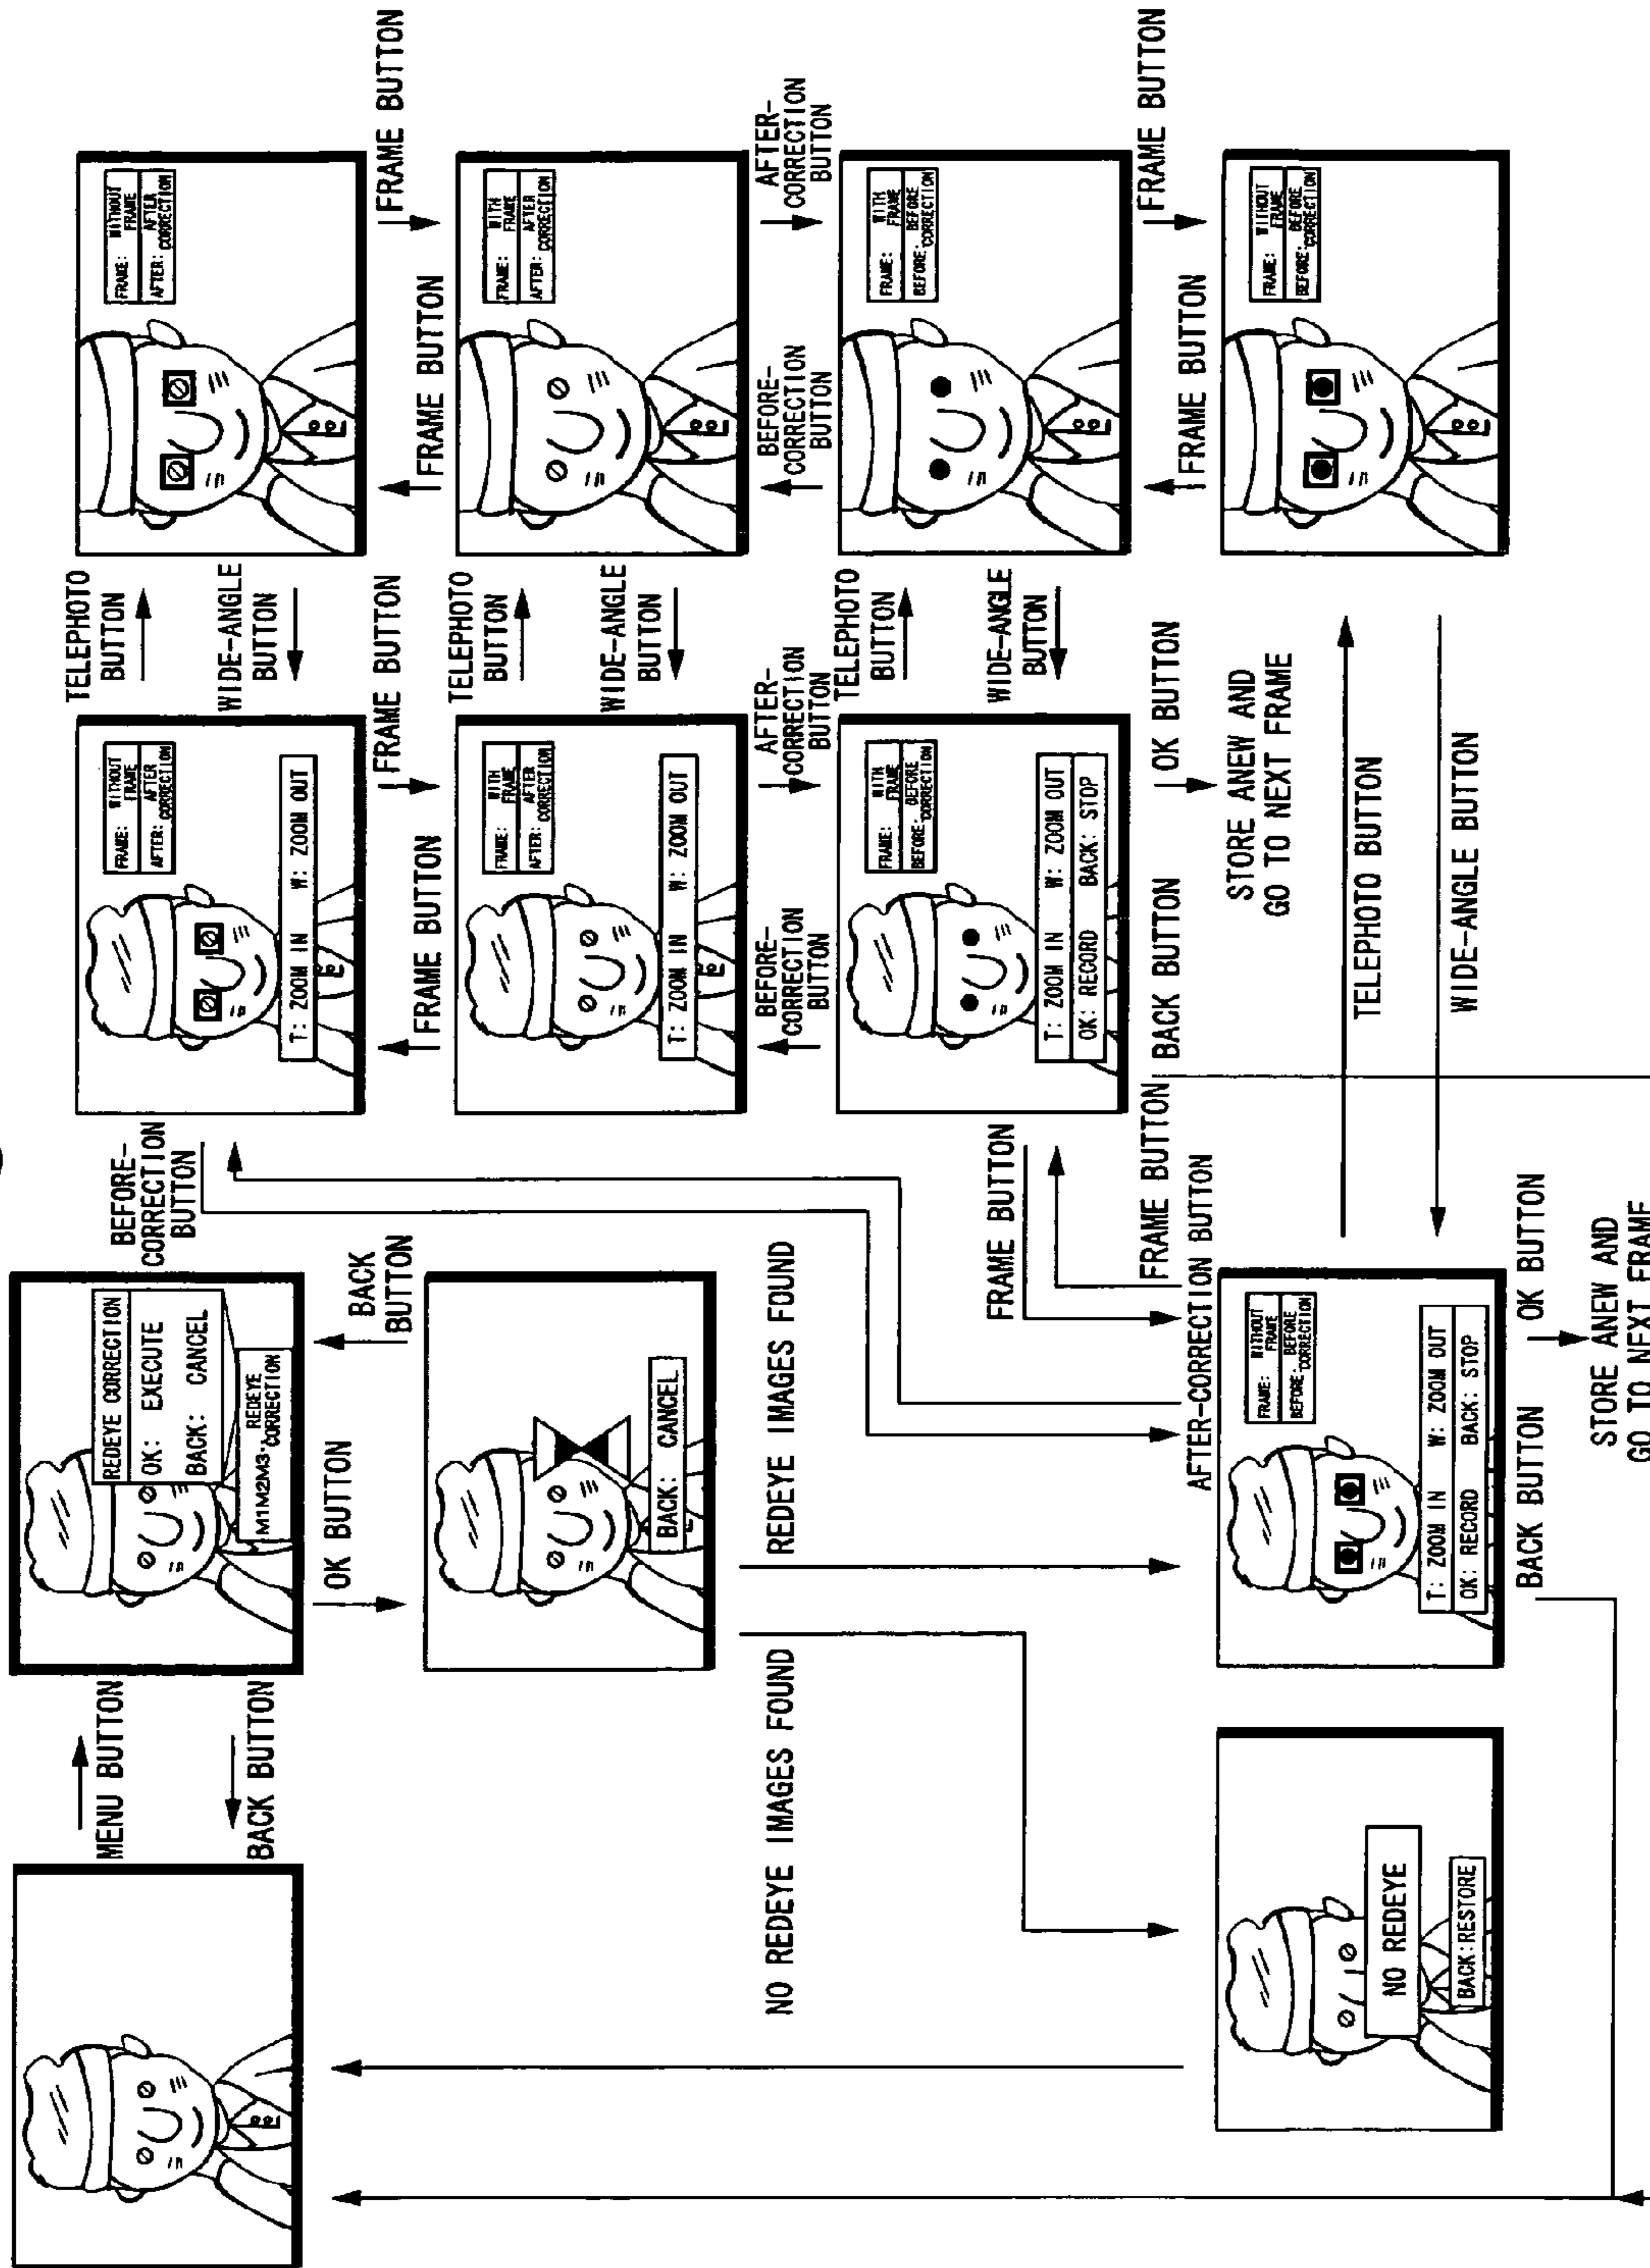 MENU BUTTON
BACK BUTTON
REDEYE CORRECTION
OK: EXECUTE
BACK: CANCEL
M1M2M3: REDEYE
CORRECTION
BEFORE-
CORRECTION
BUTTON
FRAME: WITHOUT
FRAME
AFTER: AFTER
CORRECTION
T: ZOOM IN W: ZOOM OUT
TELEPHOTO
BUTTON
WIDE-ANGLE
BUTTON
FRAME: WITHOUT
FRAME
AFTER: AFTER
CORRECTION
OK BUTTON
BACK
BUTTON
FRAME BUTTON
FRAME BUTTON
FRAME BUTTON
FRAME BUTTON
BACK: CANCEL
FRAME: WITH
FRAME
AFTER: AFTER
CORRECTION
T: ZOOM IN W: ZOOM OUT
TELEPHOTO
BUTTON
WIDE-ANGLE
BUTTON
FRAME: WITH
FRAME
AFTER: AFTER
CORRECTION
NO REDEYE IMAGES FOUND
REDEYE IMAGES FOUND
BEFORE-
CORRECTION
BUTTON
AFTER-
CORRECTION
BUTTON
BEFORE-
CORRECTION
BUTTON
AFTER-
CORRECTION
BUTTON
FRAME: WITH
FRAME
BEFORE: BEFORE
CORRECTION
T: ZOOM IN W: ZOOM OUT
OK: RECORD BACK: STOP
TELEPHOTO
BUTTON
WIDE-ANGLE
BUTTON
FRAME: WITH
FRAME
BEFORE: BEFORE
CORRECTION
FRAME BUTTON
FRAME BUTTON
AFTER-CORRECTION BUTTON
BACK BUTTON
OK BUTTON
STORE ANEW AND
GO TO NEXT FRAME
FRAME BUTTON
FRAME BUTTON
NO REDEYE
BACK:RESTORE
FRAME: WITHOUT
FRAME
BEFORE: BEFORE
CORRECTION
T: ZOOM IN W: ZOOM OUT
OK: RECORD BACK: STOP
TELEPHOTO BUTTON
WIDE-ANGLE BUTTON
FRAME: WITHOUT
FRAME
BEFORE: BEFORE
CORRECTION
BACK BUTTON
OK BUTTON
STORE ANEW AND
GO TO NEXT FRAME